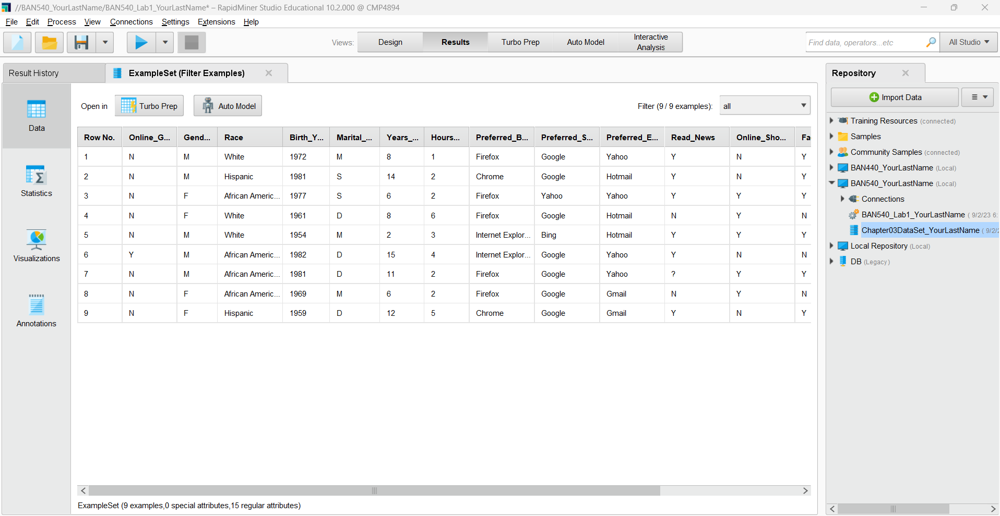 //BAN540_YourLastName/BAN540_Lab1_YourLastName* – RapidMiner Studio Educational 10.2.000 @ CMP4894
File Edit Process View Connections Settings Extensions Help
Views: Design Results Turbo Prep Auto Model Interactive Analysis
Find data, operators...etc All Studio
Result History
ExampleSet (Filter Examples)
Data
Statistics
Visualizations
Annotations
Open in Turbo Prep Auto Model Filter (9 / 9 examples): all
Row No. Online_G... Gend... Race Birth_Y... Marital_... Years_... Hours... Preferred_B... Preferred_S... Preferred_E... Read_News Online_Sho... Fa
1 N M White 1972 M 8 1 Firefox Google Yahoo Y N Y
2 N M Hispanic 1981 S 14 2 Chrome Google Hotmail Y N Y
3 N F African Americ... 1977 S 6 2 Firefox Yahoo Yahoo Y Y Y
4 N F White 1961 D 8 6 Firefox Google Hotmail N Y N
5 N M White 1954 M 2 3 Internet Explor... Bing Hotmail Y Y Y
6 Y M African Americ... 1982 D 15 4 Internet Explor... Google Yahoo Y N N
7 N M African Americ... 1981 D 11 2 Firefox Google Yahoo ? Y Y
8 N F African Americ... 1969 M 6 2 Firefox Google Gmail N Y N
9 N F Hispanic 1959 D 12 5 Chrome Google Gmail Y N Y
ExampleSet (9 examples,0 special attributes,15 regular attributes)
Repository
Import Data
Training Resources (connected)
Samples
Community Samples (connected)
BAN440_YourLastName (Local)
BAN540_YourLastName (Local)
Connections
BAN540_Lab1_YourLastName ( 9/2/23 6:
Chapter03DataSet_YourLastName ( 9/2/2
Local Repository (Local)
DB (Legacy)